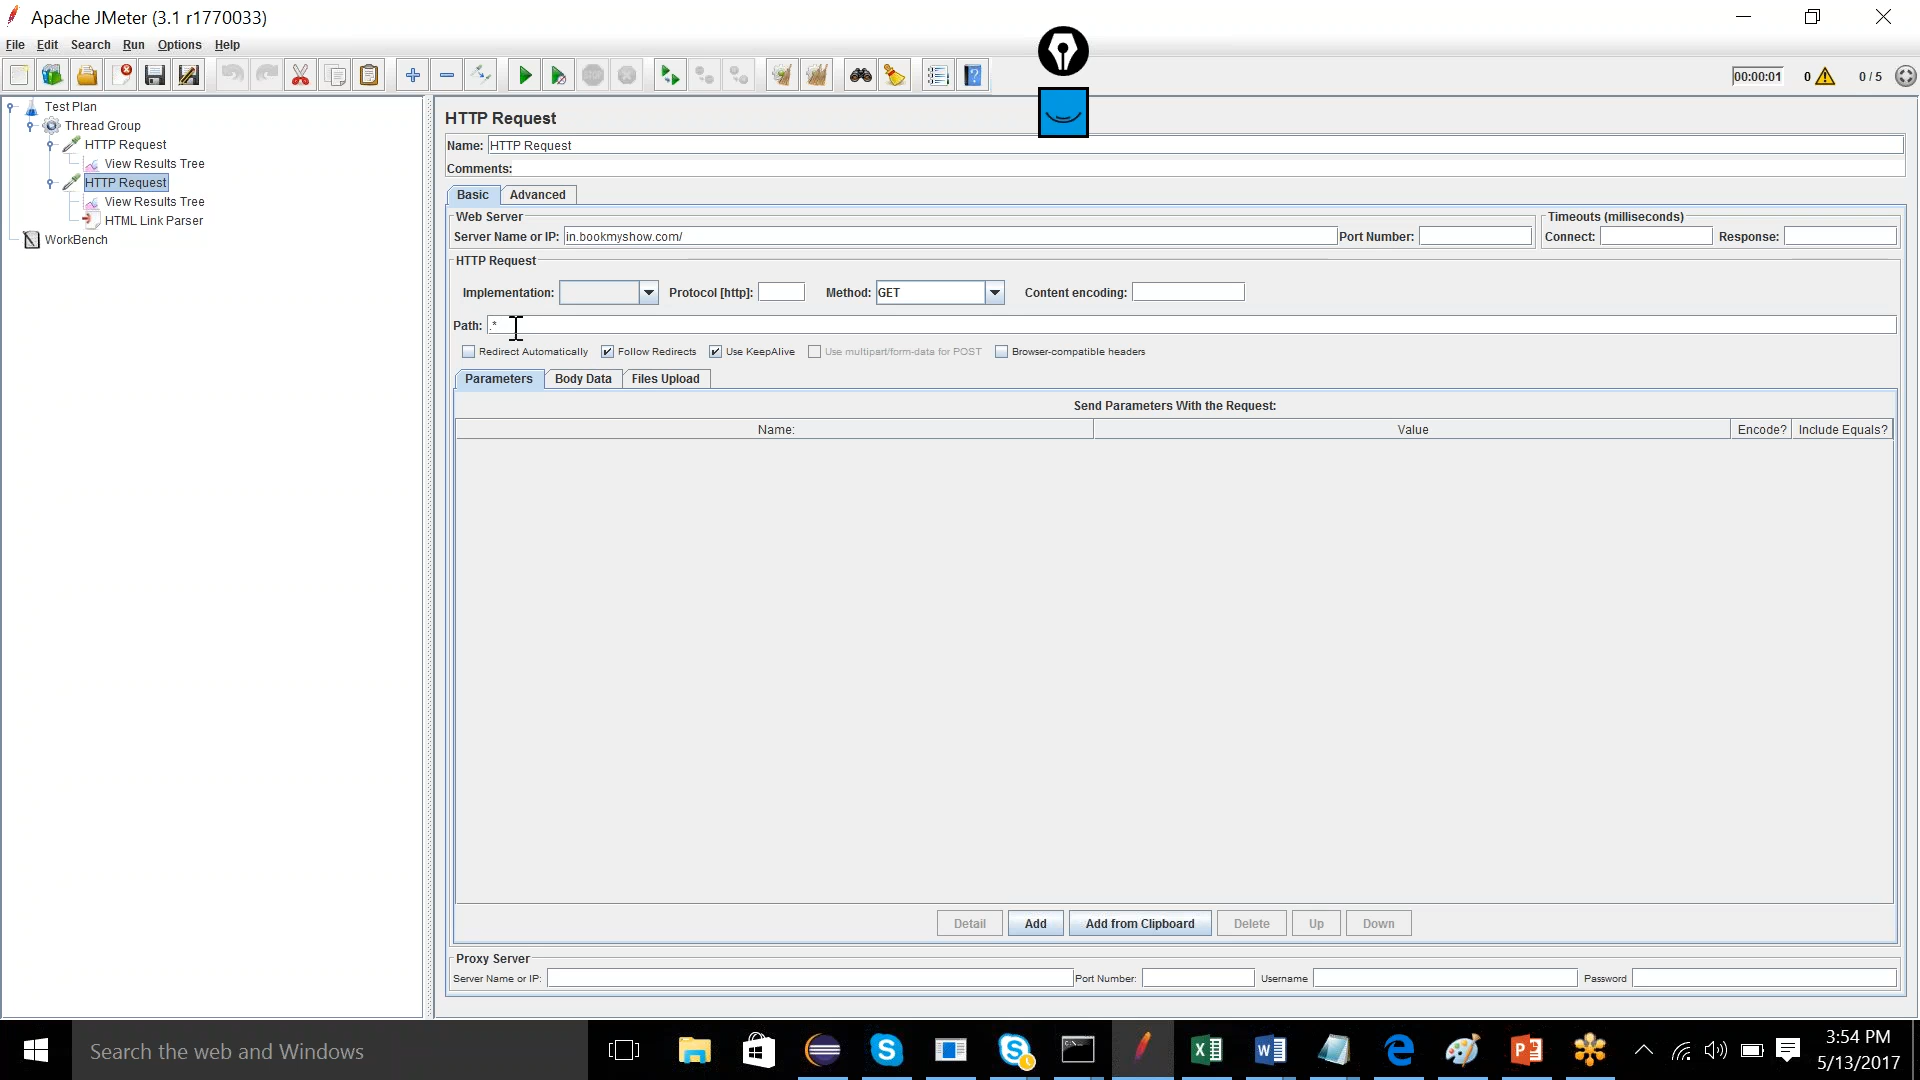 Apache JMeter (3.1 r1770033)
File Edit Search Run Options Help
00:00:01 0 0 / 5
Test Plan
Thread Group
HTTP Request
View Results Tree
HTTP Request
View Results Tree
HTML Link Parser
WorkBench
HTTP Request
Name: HTTP Request
Comments:
Basic Advanced
Web Server
Server Name or IP: in.bookmyshow.com/ Port Number:
Timeouts (milliseconds)
Connect: Response:
HTTP Request
Implementation: Protocol [http]: Method: GET Content encoding:
Path: .*
Redirect Automatically Follow Redirects Use KeepAlive Use multipart/form-data for POST Browser-compatible headers
Parameters Body Data Files Upload
Send Parameters With the Request:
Name: Value Encode? Include Equals?
Detail Add Add from Clipboard Delete Up Down
Proxy Server
Server Name or IP: Port Number: Username Password
Search the web and Windows
3:54 PM
5/13/2017